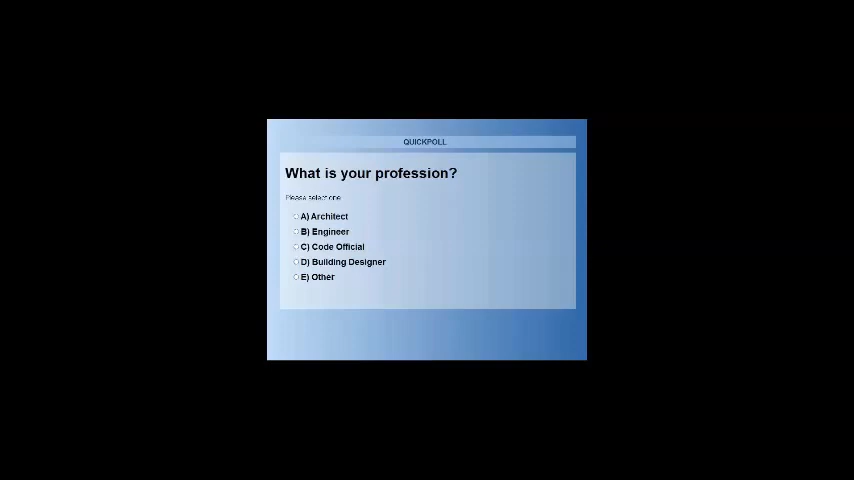 QUICKPOLL
What is your profession?
Please select one
A) Architect
B) Engineer
C) Code Official
D) Building Designer
E) Other